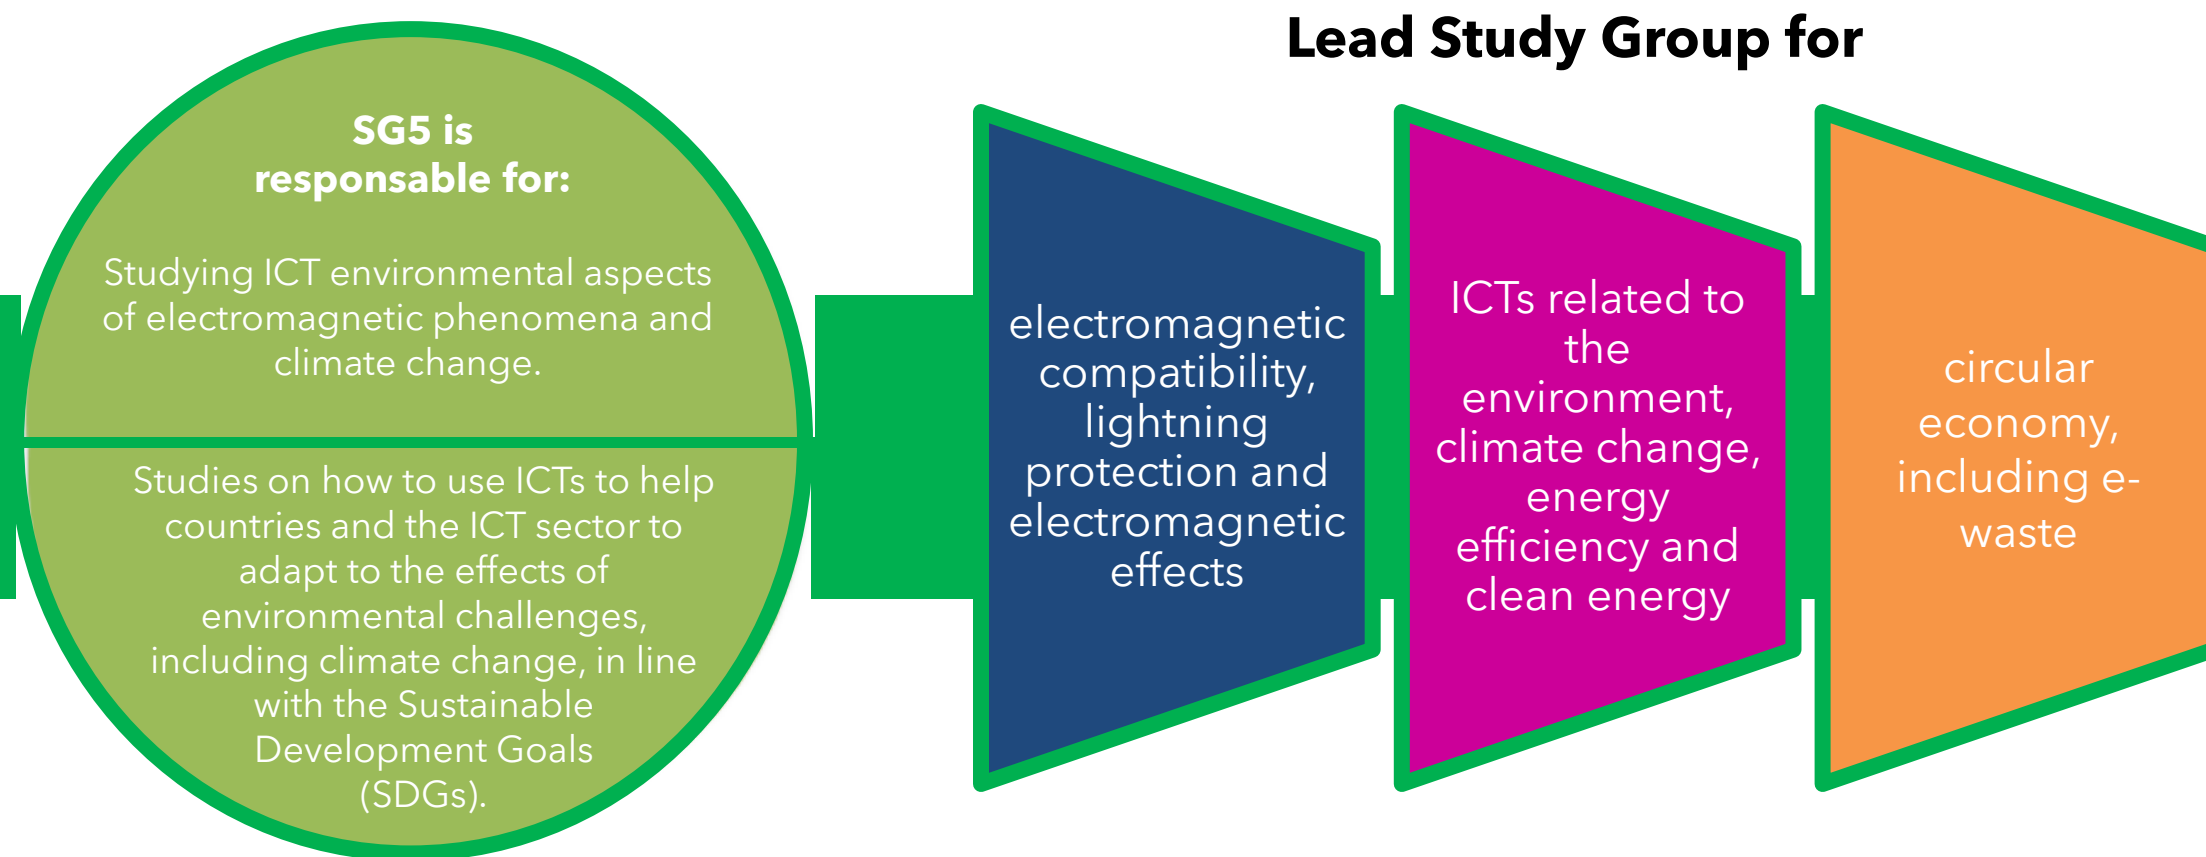 Lead Study Group for
SG5 is
responsable for:
Studying ICT environmental aspects
of electromagnetic phenomena and
climate change.
Studies on how to use ICTs to help
countries and the ICT sector to
adapt to the effects of
environmental challenges,
including climate change, in line
with the Sustainable
Development Goals
(SDGs).
electromagnetic
compatibility,
lightning
protection and
electromagnetic
effects
ICTs related to
the
environment,
climate change,
energy
efficiency and
clean energy
circular
economy,
including e-
waste